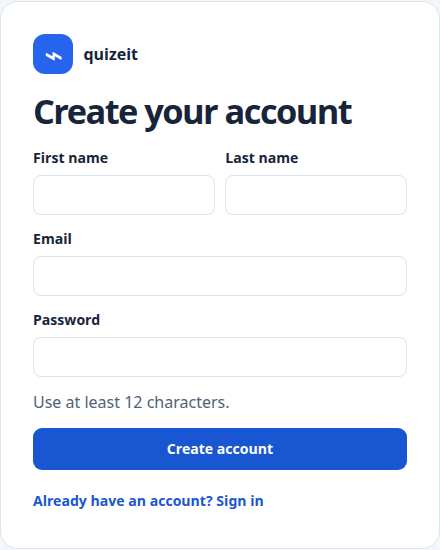 quizeit
Create your account
First name
Last name
Email
Password
Use at least 12 characters.
Create account
Already have an account? Sign in